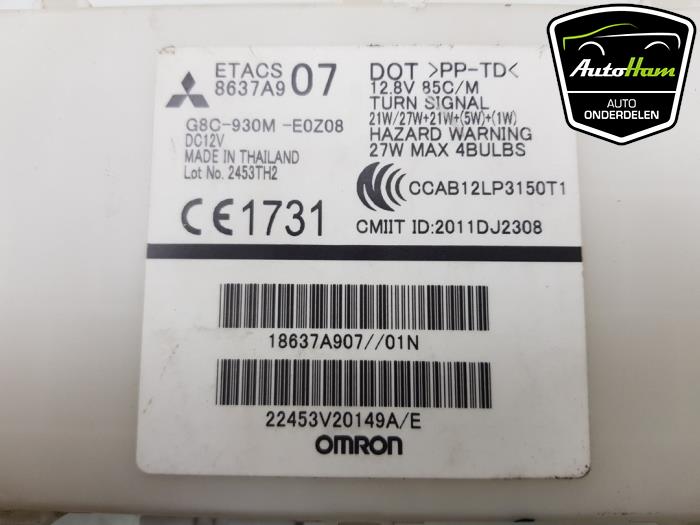 ETACS
8637A9 07
G8C-930M -E0Z08
DC12V
MADE IN THAILAND
Lot No. 2453TH2
CE1731
DOT >PP-TD<
12.8V 85C/M
TURN SIGNAL
21W/27W+21W+(5W)+(1W)
HAZARD WARNING
27W MAX 4BULBS
CCAB12LP3150T1
CMIIT ID:2011DJ2308
18637A907//01N
22453V20149A/E
OMRON
AutoHam
AUTO
ONDERDELEN